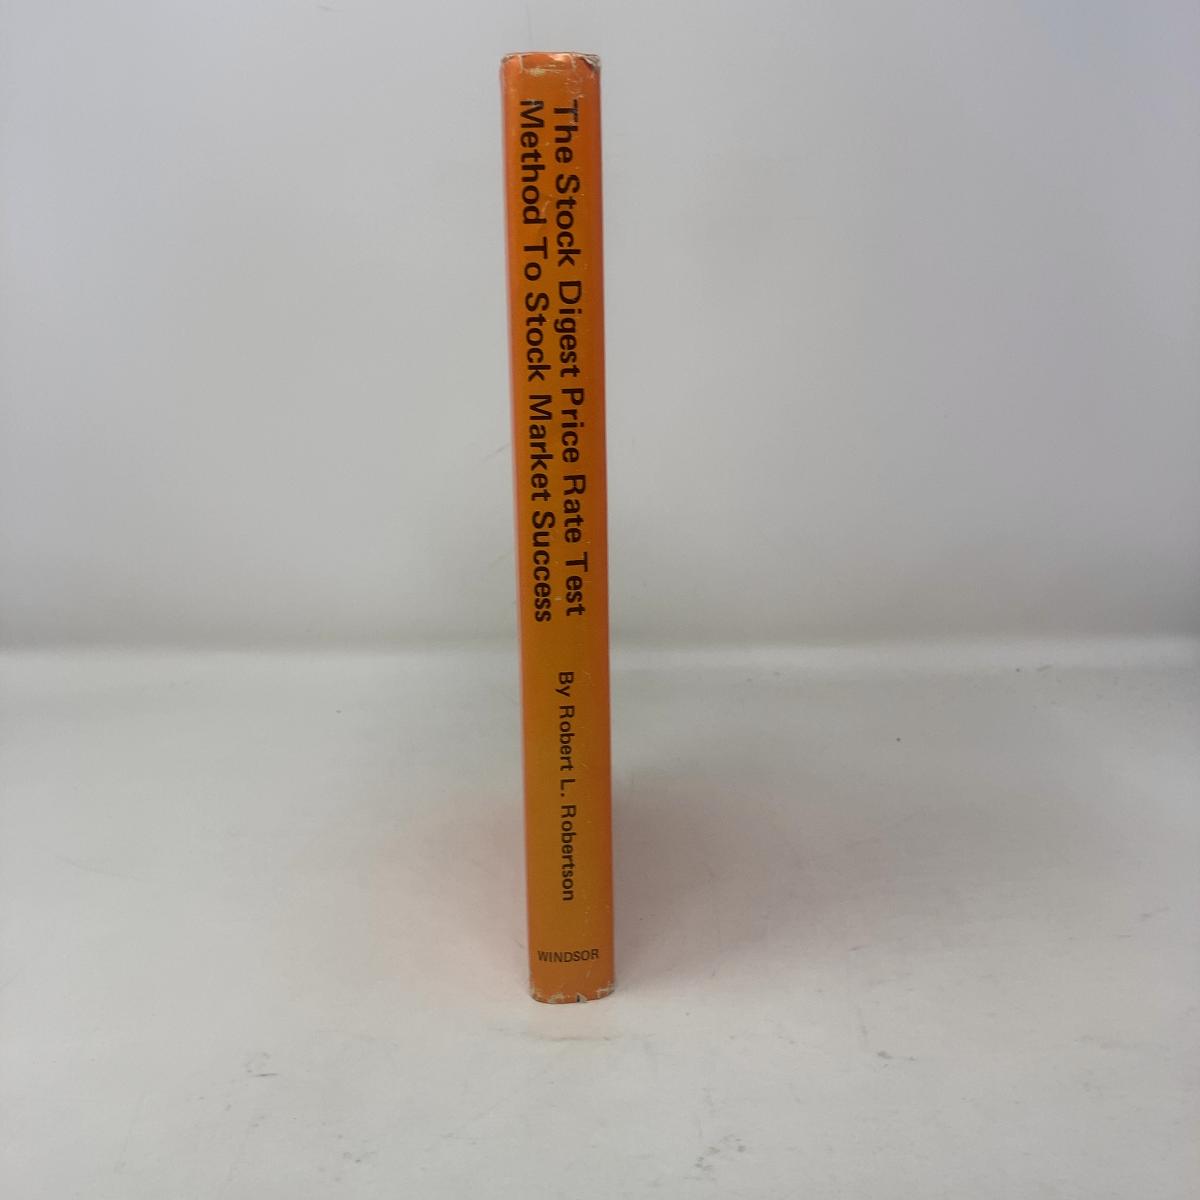 The Stock Digest Price Rate Test
Method To Stock Market Success
By Robert L. Robertson
WINDSOR